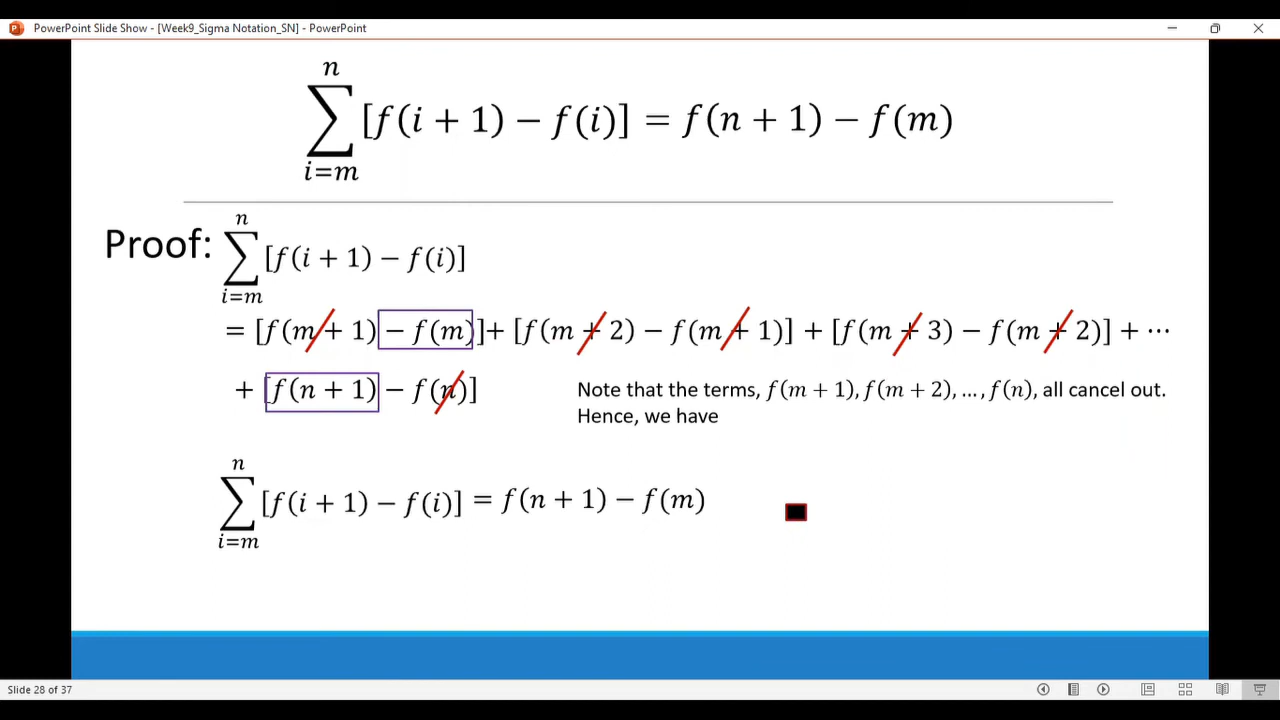 PowerPoint Slide Show - [Week9_Sigma Notation_SN] - PowerPoint
n
∑ [f(i + 1) − f(i)] = f(n + 1) − f(m)
i=m
Proof:
n
∑ [f(i + 1) − f(i)]
i=m
= [f(m + 1) − f(m)] + [f(m + 2) − f(m + 1)] + [f(m + 3) − f(m + 2)] + ⋯
+ [f(n + 1) − f(n)]
Note that the terms, f(m + 1), f(m + 2), …, f(n), all cancel out.
Hence, we have
n
∑ [f(i + 1) − f(i)] = f(n + 1) − f(m)
i=m
Slide 28 of 37